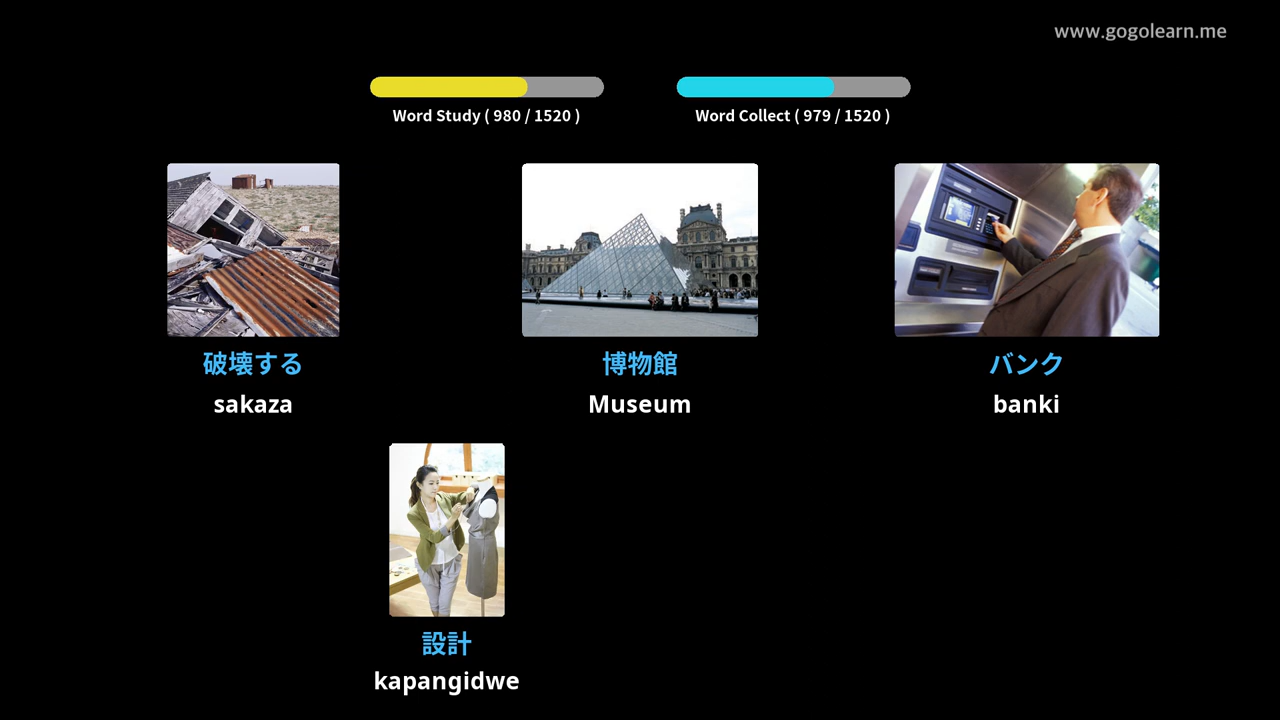 www.gogolearn.me
Word Study ( 980 / 1520 )
Word Collect ( 979 / 1520 )
破壊する
sakaza
博物館
Museum
バンク
banki
設計
kapangidwe